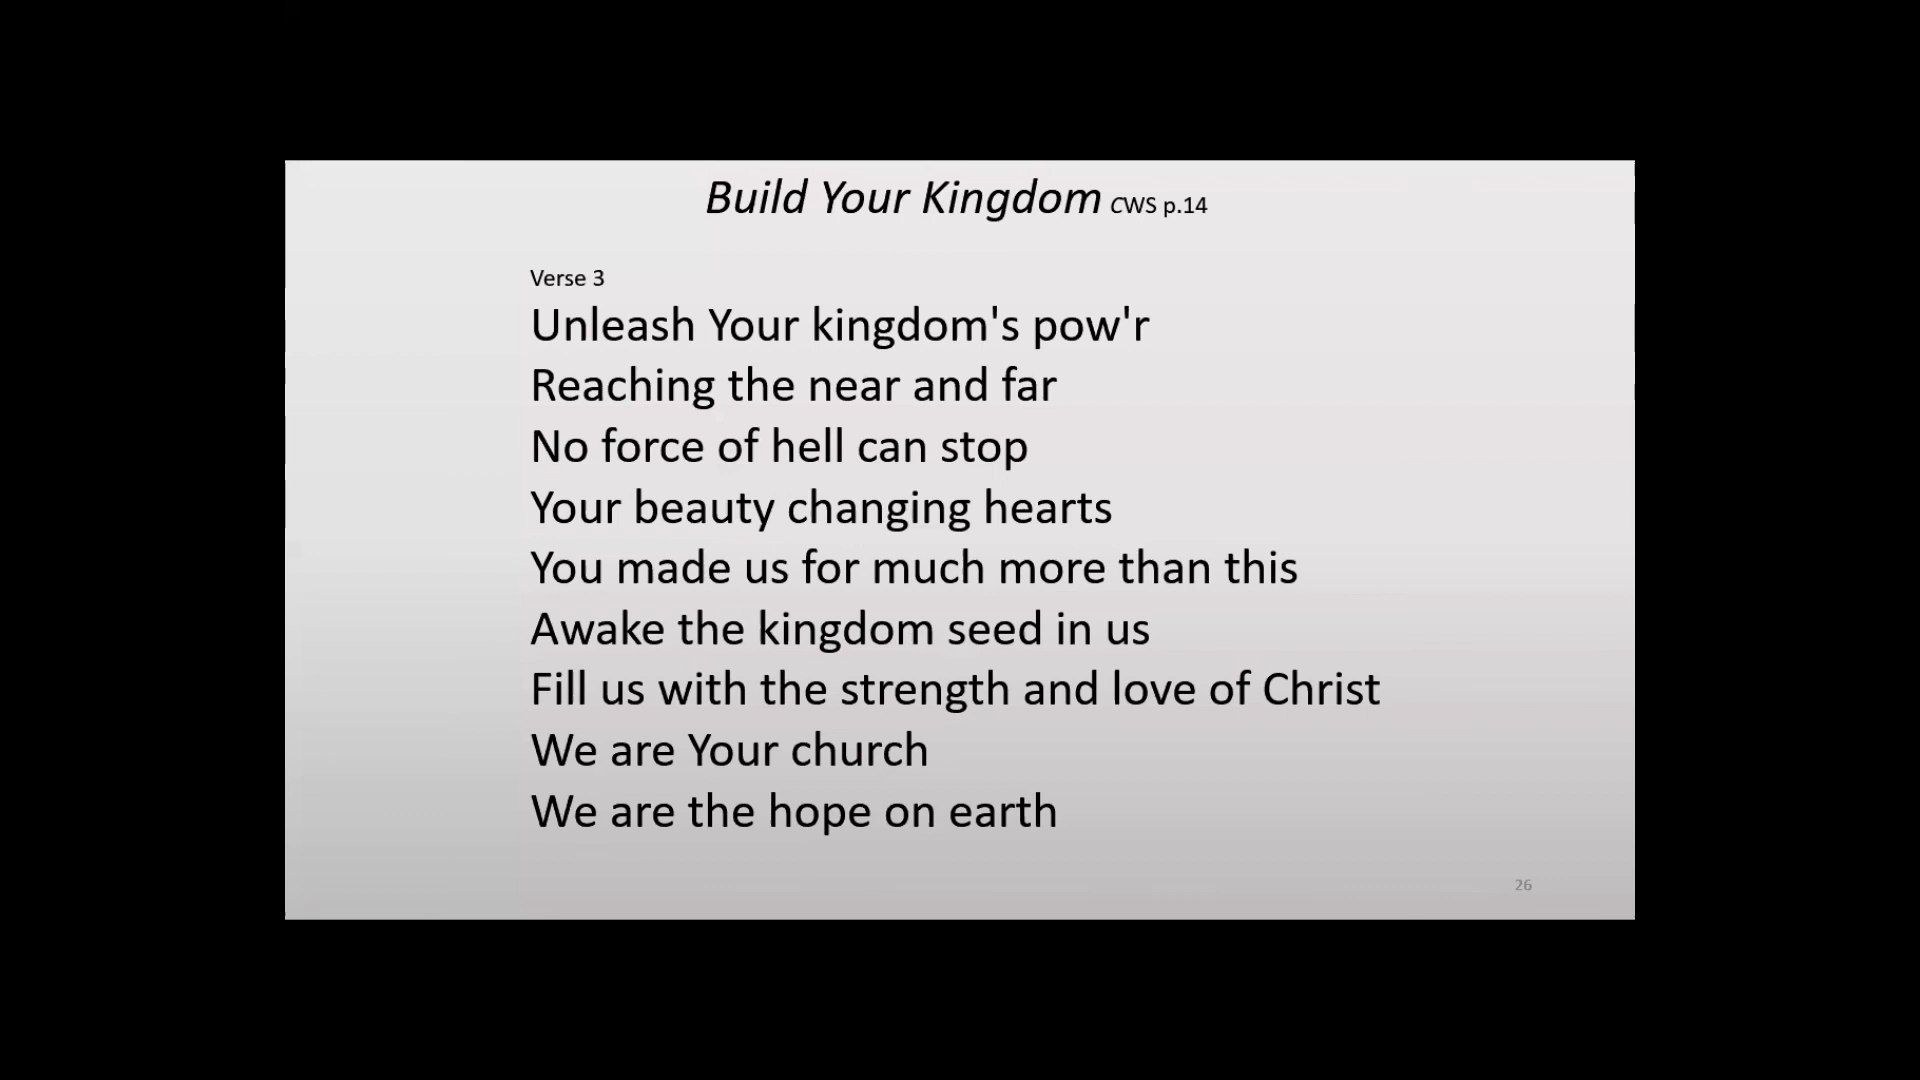 Build Your Kingdom CWS p.14
Verse 3
Unleash Your kingdom's pow'r
Reaching the near and far
No force of hell can stop
Your beauty changing hearts
You made us for much more than this
Awake the kingdom seed in us
Fill us with the strength and love of Christ
We are Your church
We are the hope on earth
26